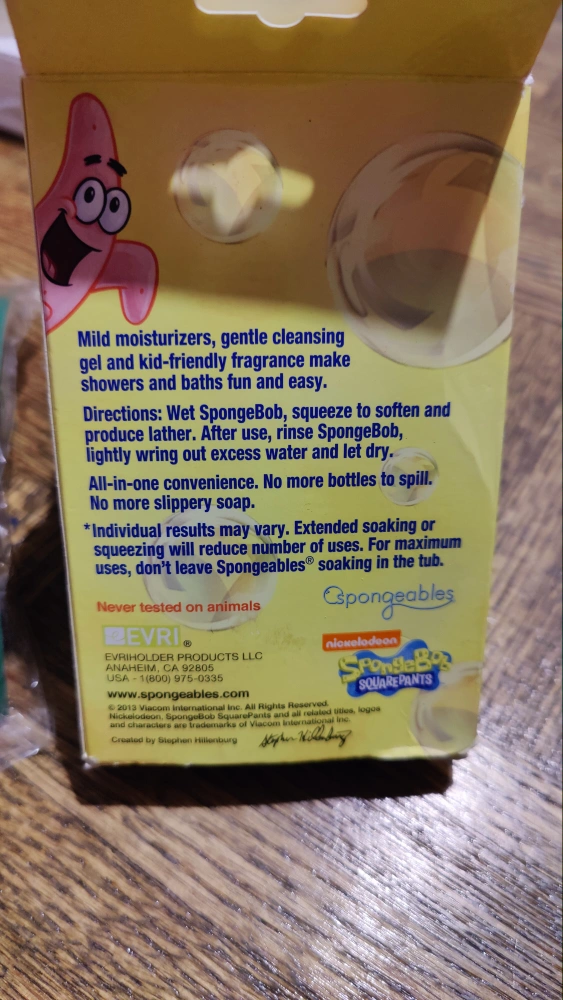 Mild moisturizers, gentle cleansing
gel and kid-friendly fragrance make
showers and baths fun and easy.
Directions: Wet SpongeBob, squeeze to soften and
produce lather. After use, rinse SpongeBob,
lightly wring out excess water and let dry.
All-in-one convenience. No more bottles to spill.
No more slippery soap.
*Individual results may vary. Extended soaking or
squeezing will reduce number of uses. For maximum
uses, don't leave Spongeables® soaking in the tub.
spongeables
Never tested on animals
EVRI®
EVRIHOLDER PRODUCTS LLC
ANAHEIM, CA 92805
USA - 1(800) 975-0335
www.spongeables.com
nickelodeon
SpongeBob
SQUAREPANTS
© 2013 Viacom International Inc. All Rights Reserved.
Nickelodeon, SpongeBob SquarePants and all related titles, logos
and characters are trademarks of Viacom International Inc.
Created by Stephen Hillenburg
Stephen Hillenburg